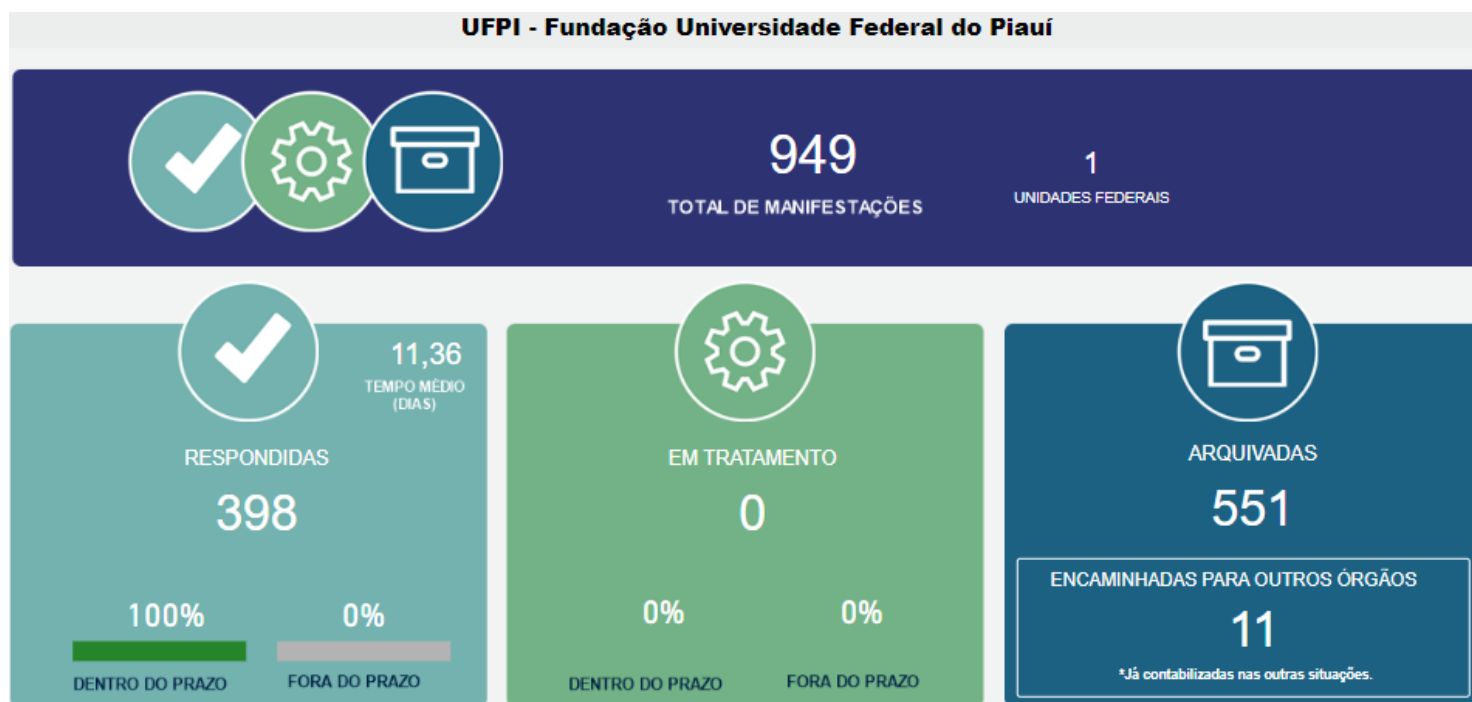 UFPI - Fundação Universidade Federal do Piauí
949
TOTAL DE MANIFESTAÇÕES
1
UNIDADES FEDERAIS
11,36
TEMPO MÉDIO
(DIAS)
RESPONDIDAS
398
100%
0%
DENTRO DO PRAZO
FORA DO PRAZO
EM TRATAMENTO
0
0%
0%
DENTRO DO PRAZO
FORA DO PRAZO
ARQUIVADAS
551
ENCAMINHADAS PARA OUTROS ÓRGÃOS
11
*Já contabilizadas nas outras situações.